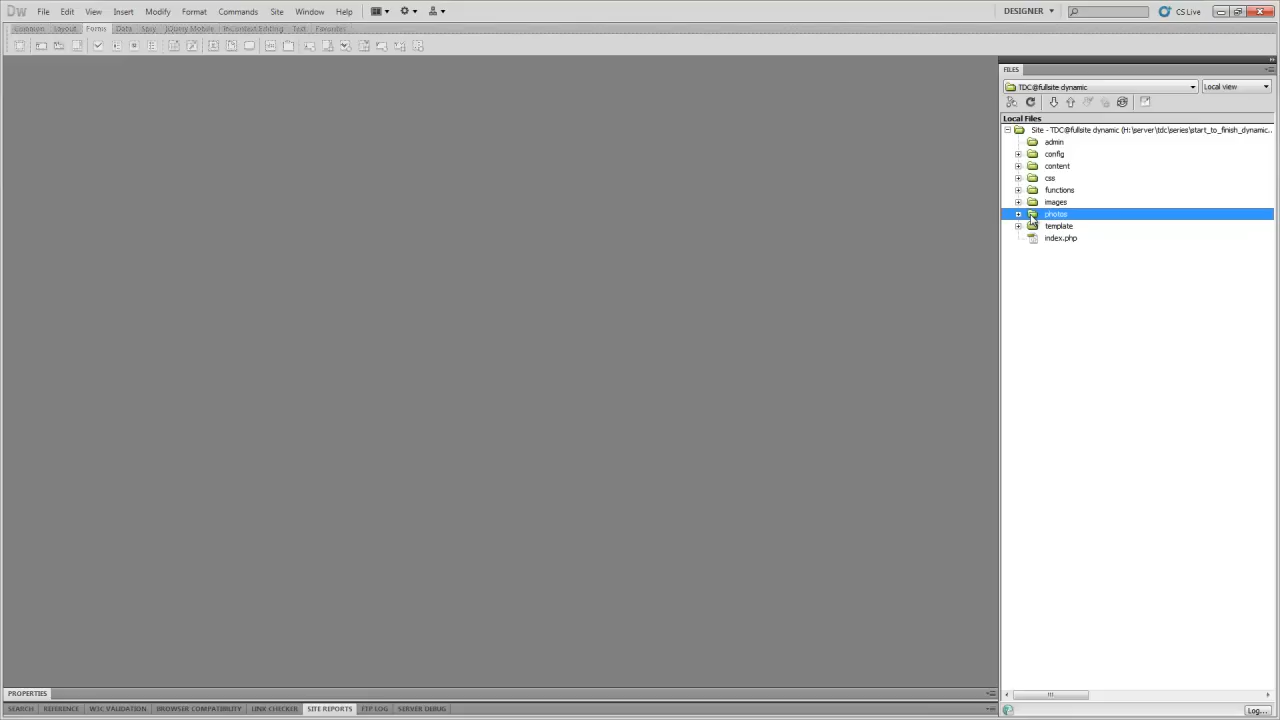 Dw File Edit View Insert Modify Format Commands Site Window Help DESIGNER CS Live
Common Layout Forms Data Spry jQuery Mobile InContext Editing Text Favorites
FILES
TDC@fullsite dynamic Local view
Local Files
Site - TDC@fullsite dynamic (H:\server\tdc\series\start_to_finish_dynamic...
admin
config
content
css
functions
images
photos
template
index.php
PROPERTIES
SEARCH REFERENCE W3C VALIDATION BROWSER COMPATIBILITY LINK CHECKER SITE REPORTS FTP LOG SERVER DEBUG Log...